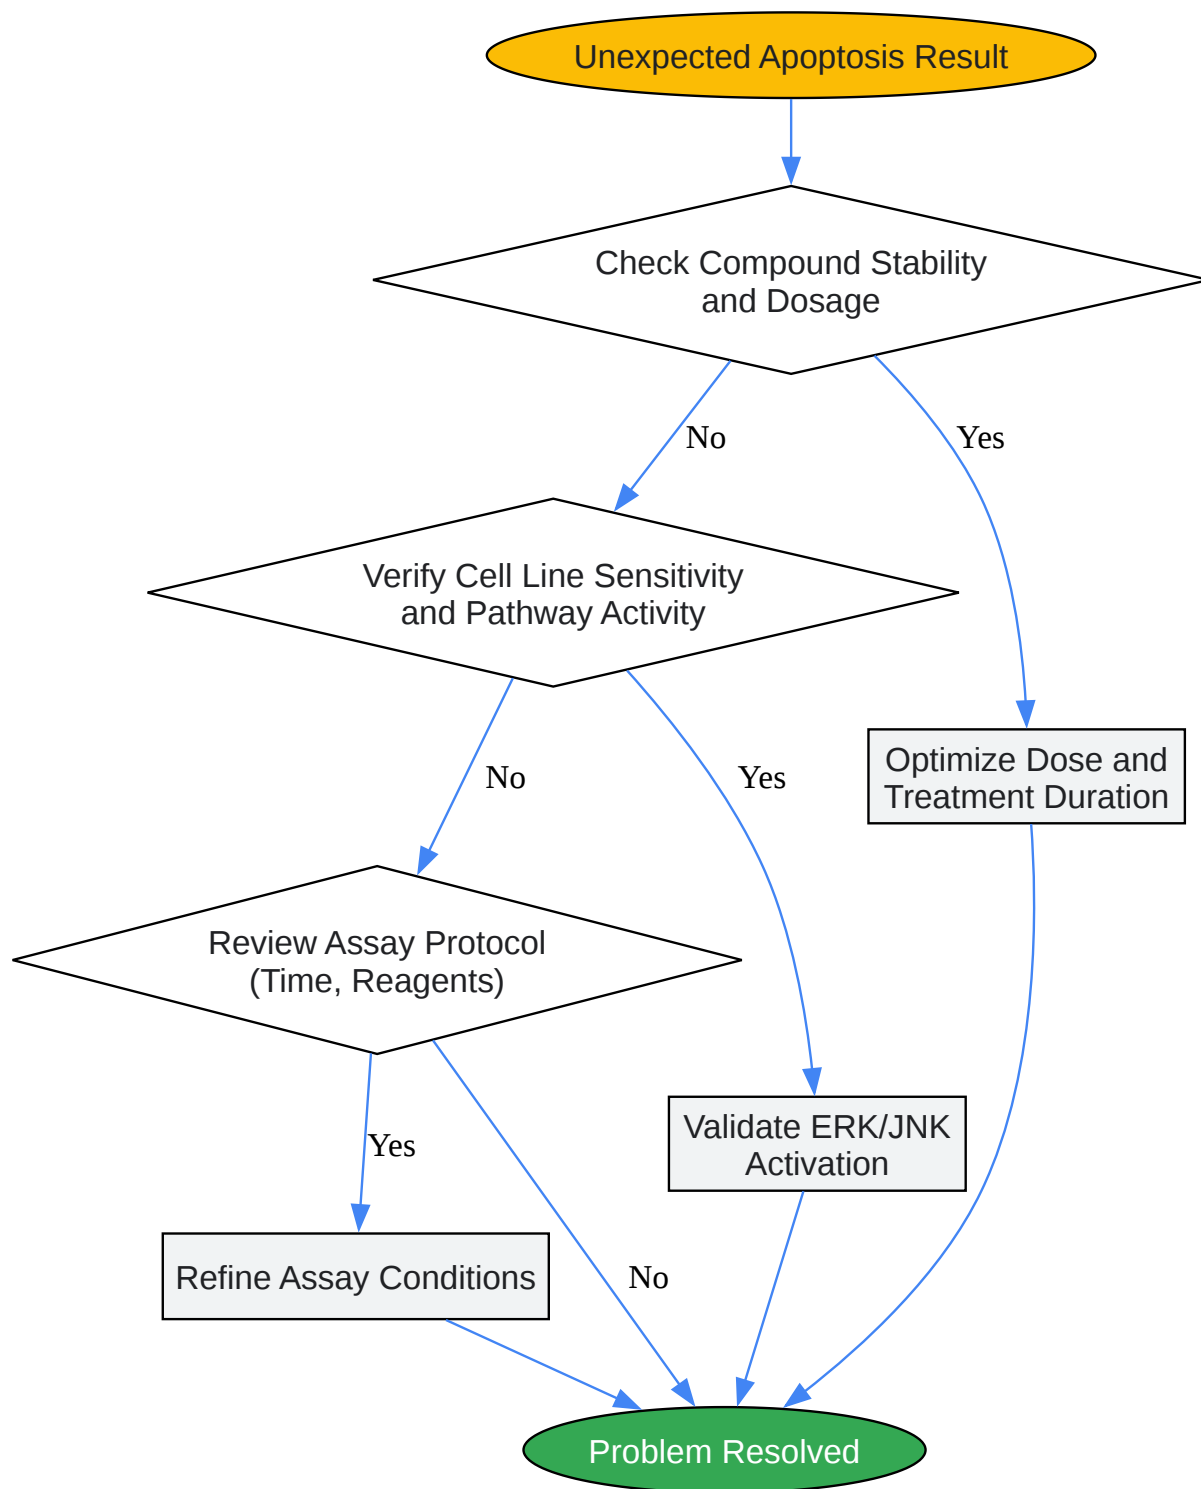 Unexpected Apoptosis Result
Check Compound Stability
and Dosage
No
Yes
Verify Cell Line Sensitivity
and Pathway Activity
Optimize Dose and
Treatment Duration
No
Yes
Review Assay Protocol
(Time, Reagents)
Validate ERK/JNK
Activation
Yes
Refine Assay Conditions
No
Problem Resolved